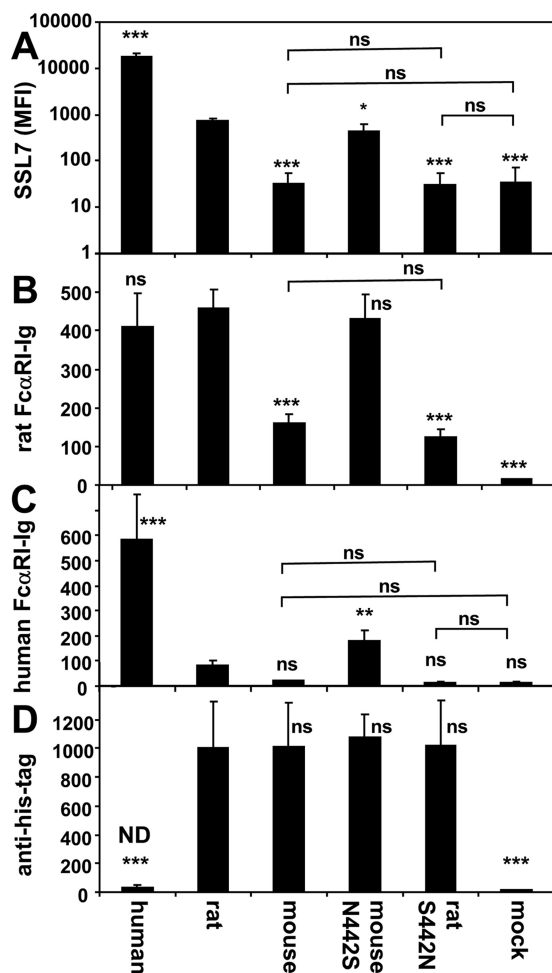 A
SSL7 (MFI)
100000
10000
1000
100
10
1
***
***
*
***
***
ns
ns
ns
B
rat FcαRI-Ig
500
400
300
200
100
0
ns
***
ns
***
***
ns
C
human FcαRI-Ig
600
500
400
300
200
100
0
***
ns
**
ns
ns
ns
ns
ns
D
anti-his-tag
1200
1000
800
600
400
200
0
ND
***
ns
ns
ns
***
human
rat
mouse
mouse
N442S
rat
S442N
mock